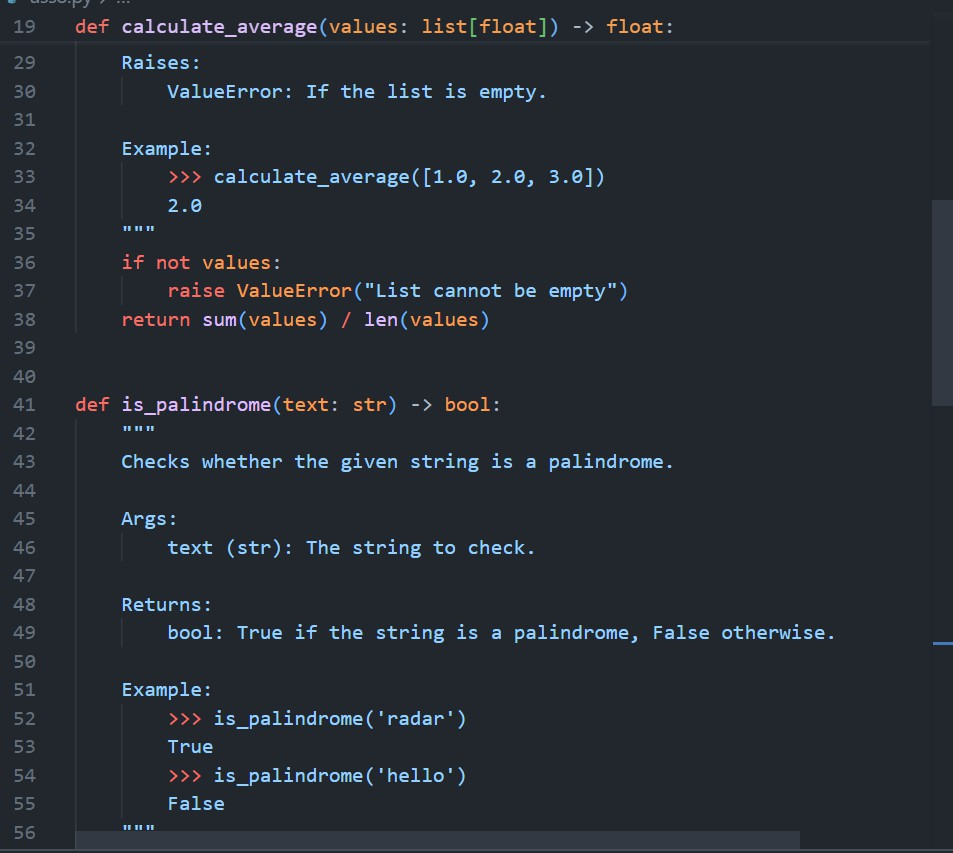 19 def calculate_average(values: list[float]) -> float:
29 Raises:
30 ValueError: If the list is empty.
31
32 Example:
33 >>> calculate_average([1.0, 2.0, 3.0])
34 2.0
35 """
36 if not values:
37 raise ValueError("List cannot be empty")
38 return sum(values) / len(values)
39
40
41 def is_palindrome(text: str) -> bool:
42 """
43 Checks whether the given string is a palindrome.
44
45 Args:
46 text (str): The string to check.
47
48 Returns:
49 bool: True if the string is a palindrome, False otherwise.
50
51 Example:
52 >>> is_palindrome('radar')
53 True
54 >>> is_palindrome('hello')
55 False
56 """